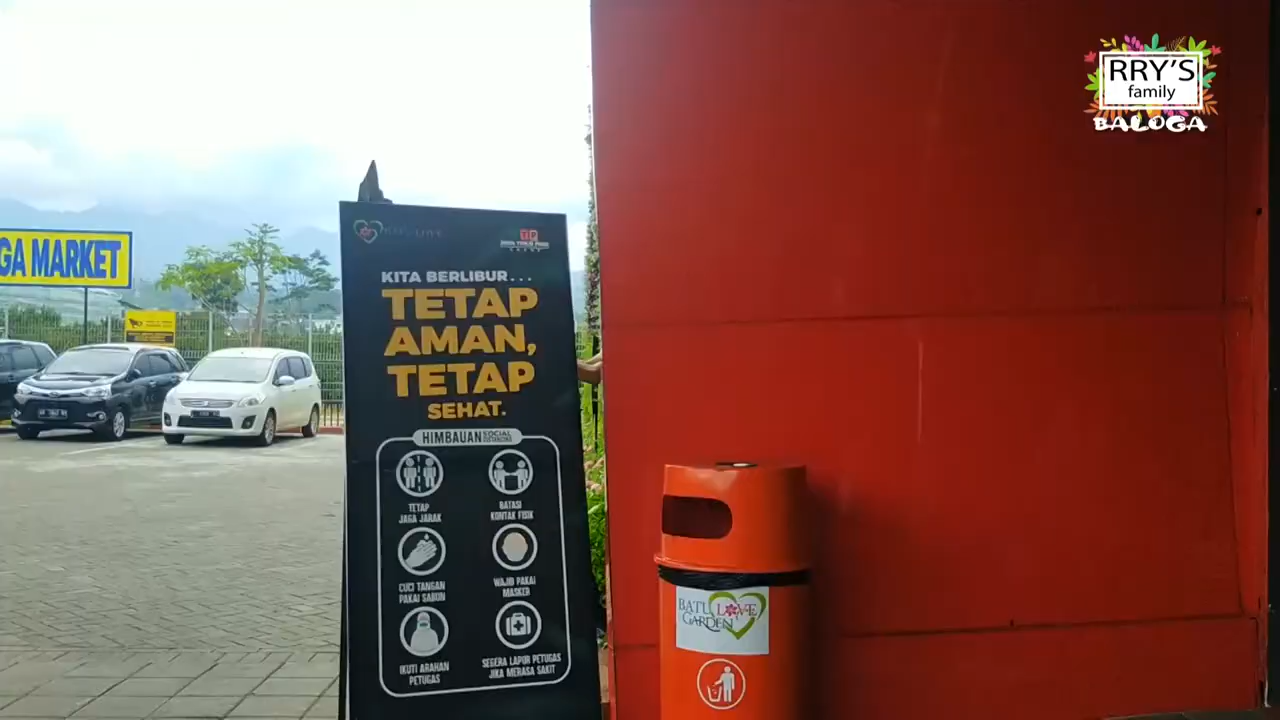 RRY'S
family
BALOGA
GA MARKET
BATU LOVE
KITA BERLIBUR...
TETAP
AMAN,
TETAP
SEHAT.
HIMBAUAN SOCIAL DISTANCING
TETAP
JAGA JARAK
BATASI
KONTAK FISIK
CUCI TANGAN
PAKAI SABUN
WAJIB PAKAI
MASKER
IKUTI ARAHAN
PETUGAS
SEGERA LAPOR PETUGAS
JIKA MERASA SAKIT
BATU LOVE
GARDEN